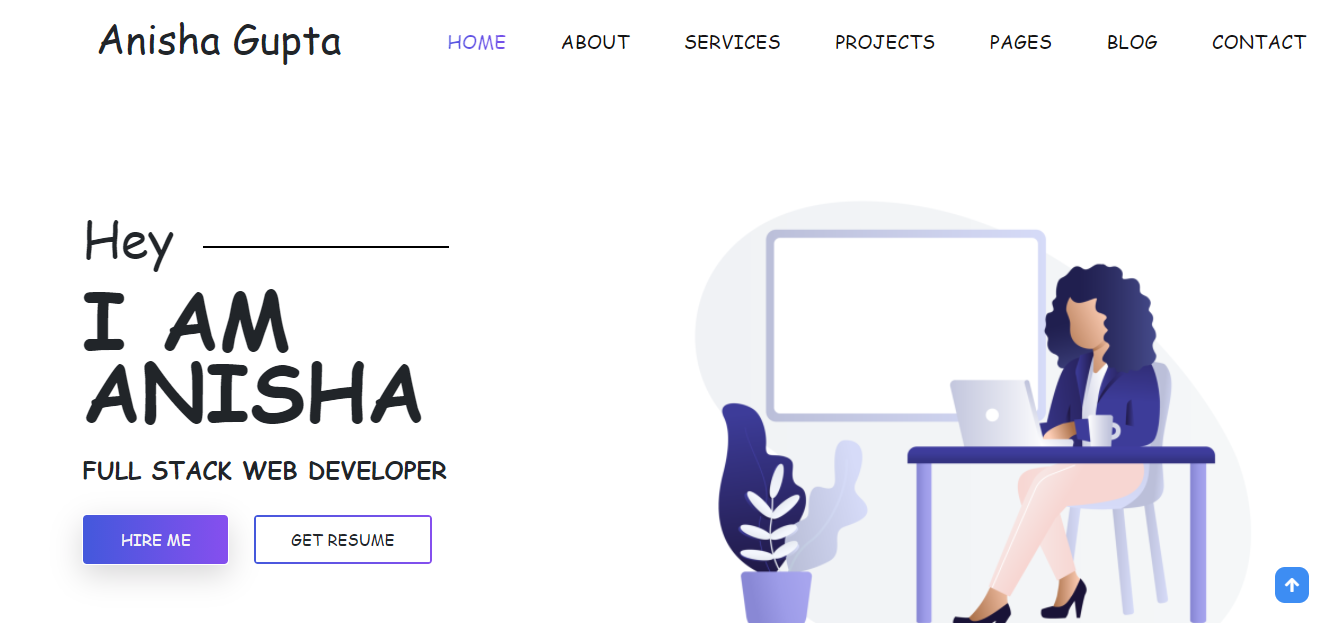 Anisha Gupta
HOME ABOUT SERVICES PROJECTS PAGES BLOG CONTACT
Hey
I AM
ANISHA
FULL STACK WEB DEVELOPER
HIRE ME GET RESUME